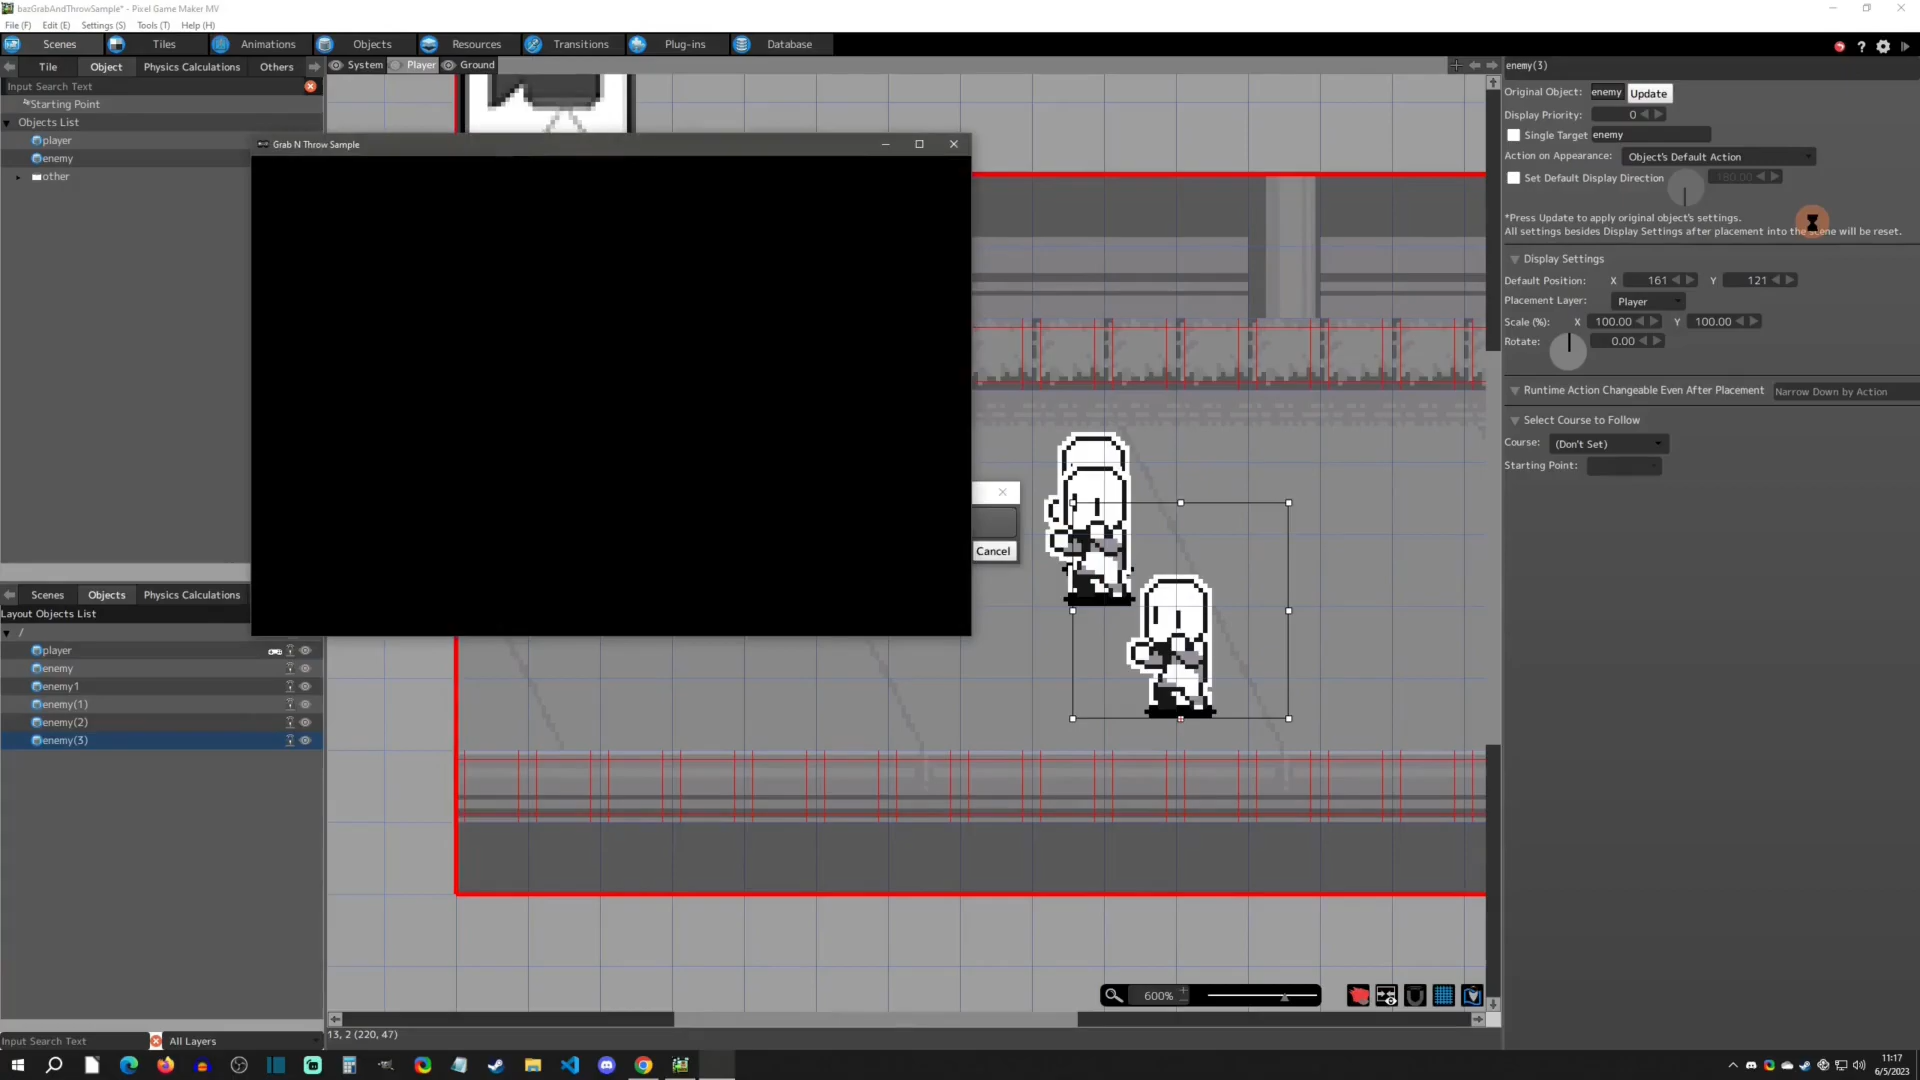 bazGrabAndThrowSample* - Pixel Game Maker MV
File (F) Edit (E) Settings (S) Tools (T) Help (H)
Scenes Tiles Animations Objects Resources Transitions Plug-ins Database
Tile Object Physics Calculations Others
System Player Ground
enemy(3)
Input Search Text
Starting Point
Objects List
player
enemy
other
Grab N Throw Sample
Cancel
Original Object: enemy Update
Display Priority: 0
Single Target enemy
Action on Appearance: Object's Default Action
Set Default Display Direction 180.00
*Press Update to apply original object's settings.
All settings besides Display Settings after placement into the scene will be reset.
Display Settings
Default Position: X 161 Y 121
Placement Layer: Player
Scale (%): X 100.00 Y 100.00
Rotate: 0.00
Runtime Action Changeable Even After Placement Narrow Down by Action
Select Course to Follow
Course: (Don't Set)
Starting Point:
Scenes Objects Physics Calculations
Layout Objects List
/
player
enemy
enemy1
enemy(1)
enemy(2)
enemy(3)
600%
13, 2 (220, 47)
Input Search Text All Layers
11:17
6/5/2023